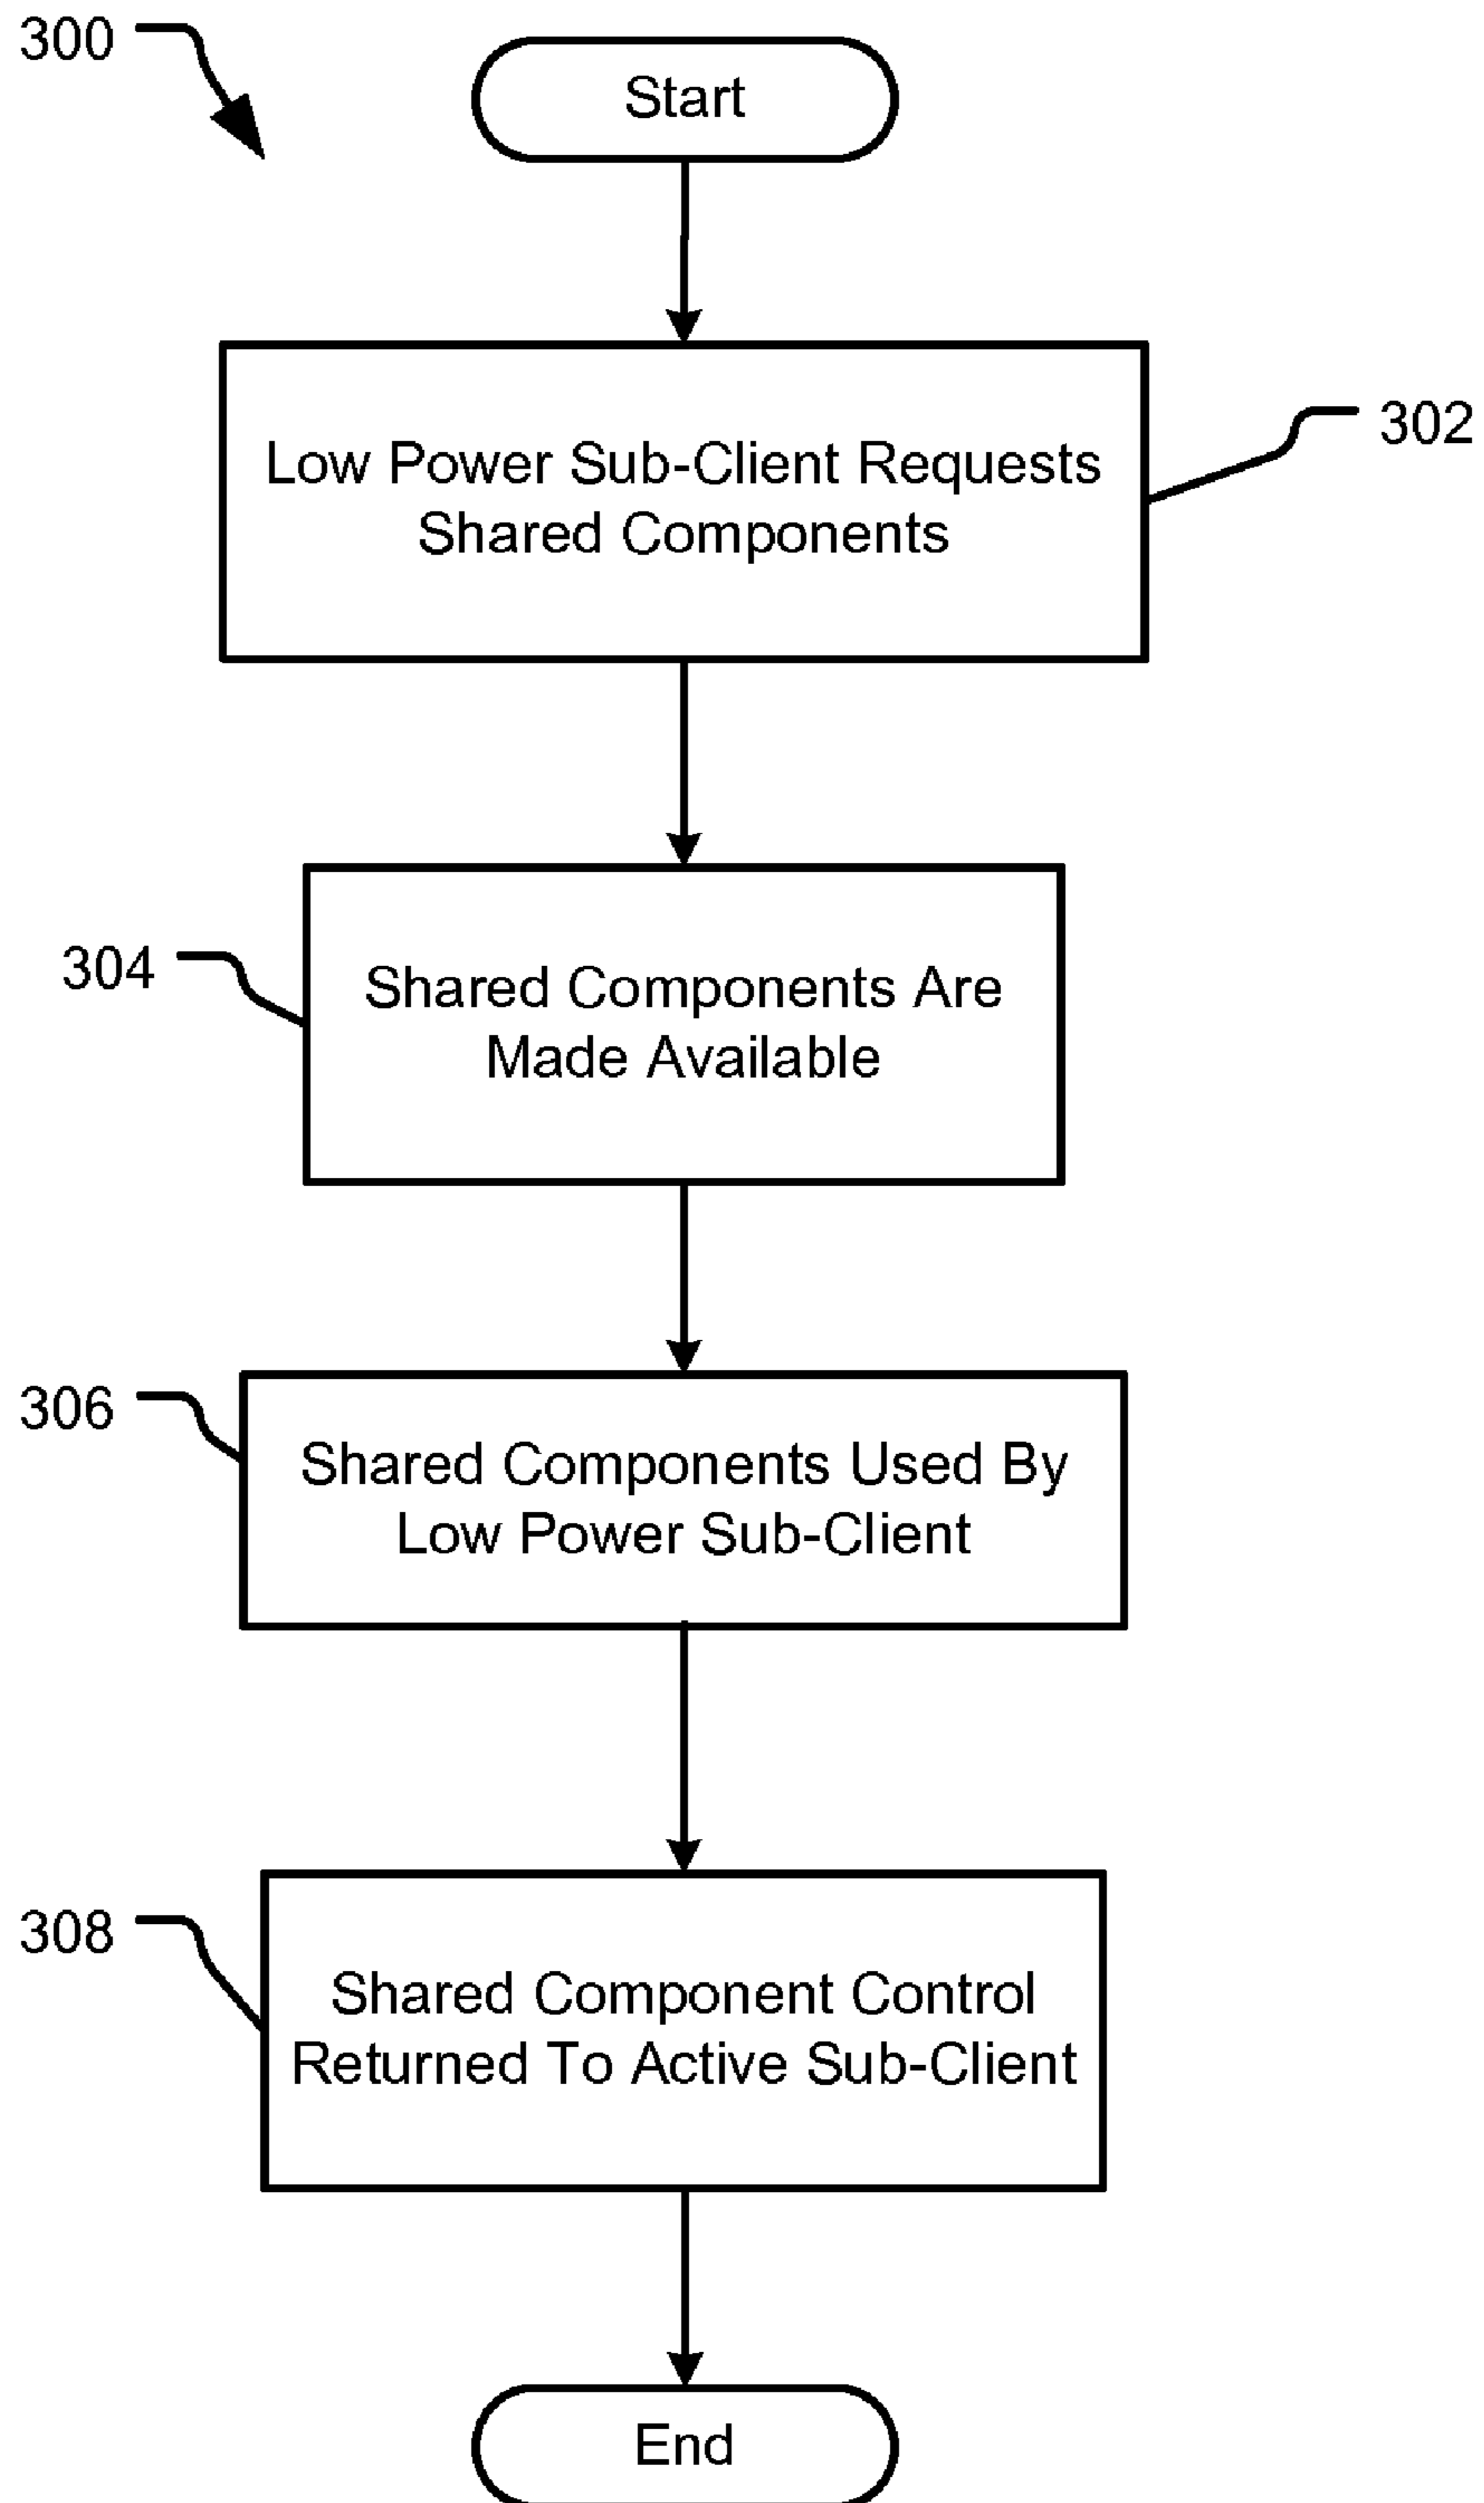 300
Start
302
Low Power Sub-Client Requests
Shared Components
304
Shared Components Are
Made Available
306
Shared Components Used By
Low Power Sub-Client
308
Shared Component Control
Returned To Active Sub-Client
End